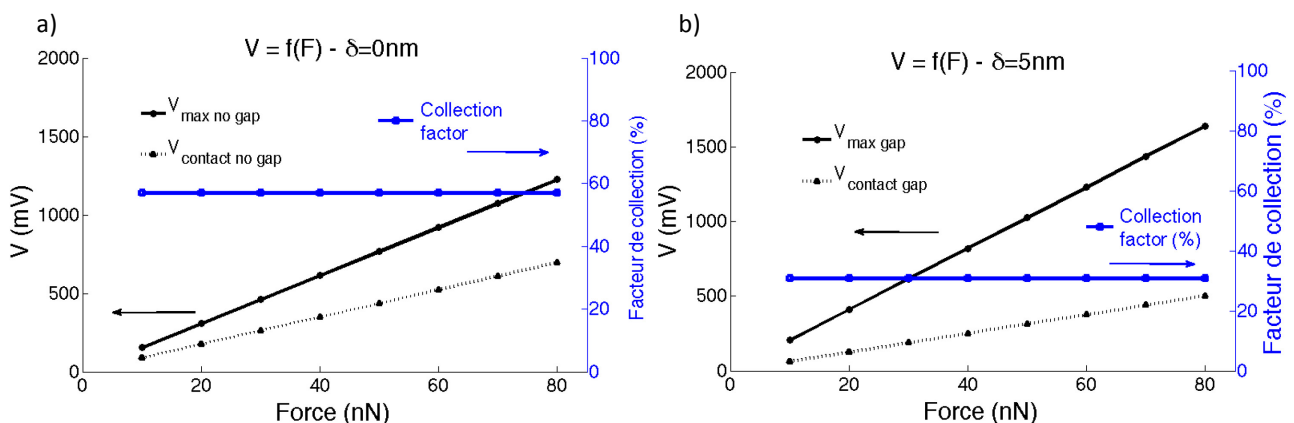 a)
V = f(F) - δ=0nm
2000
1500
1000
500
0
V (mV)
V max no gap
V contact no gap
Collection
factor
100
80
60
40
20
0
Facteur de collection (%)
0 20 40 60 80
Force (nN)
b)
V = f(F) - δ=5nm
2000
1500
1000
500
0
V (mV)
V max gap
V contact gap
Collection
factor (%)
100
80
60
40
20
0
Facteur de collection (%)
0 20 40 60 80
Force (nN)